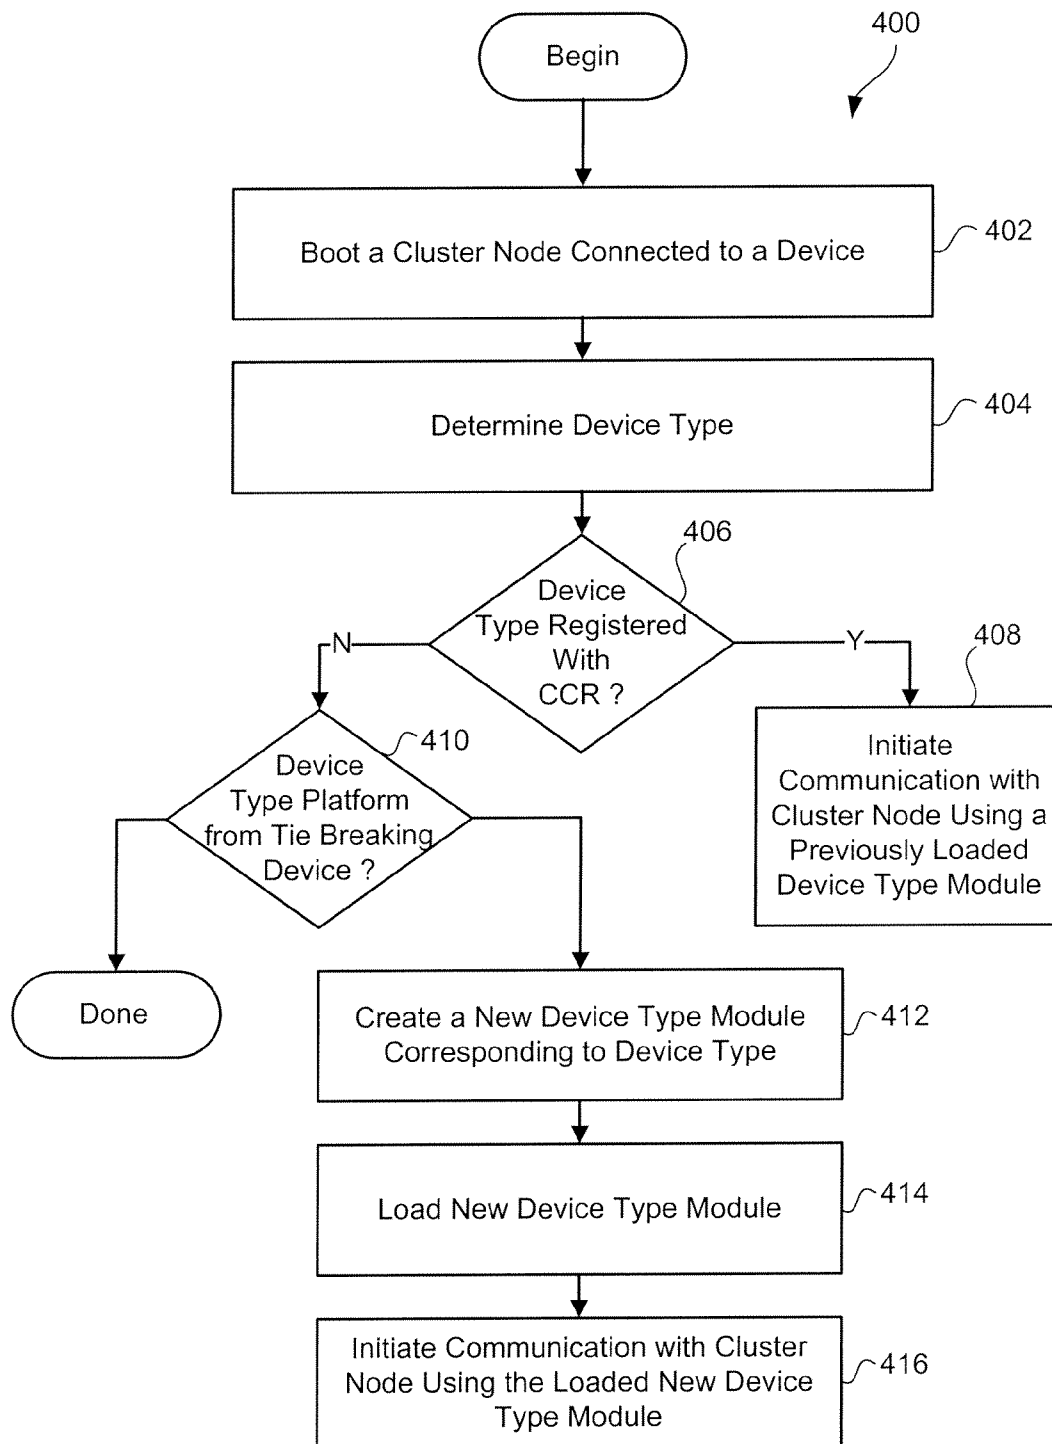 Begin
400
Boot a Cluster Node Connected to a Device
402
Determine Device Type
404
406
Device
Type Registered
With
CCR ?
N
Y
408
Initiate
Communication with
Cluster Node Using a
Previously Loaded
Device Type Module
410
Device
Type Platform
from Tie Breaking
Device ?
Done
Create a New Device Type Module
Corresponding to Device Type
412
Load New Device Type Module
414
Initiate Communication with Cluster
Node Using the Loaded New Device
Type Module
416